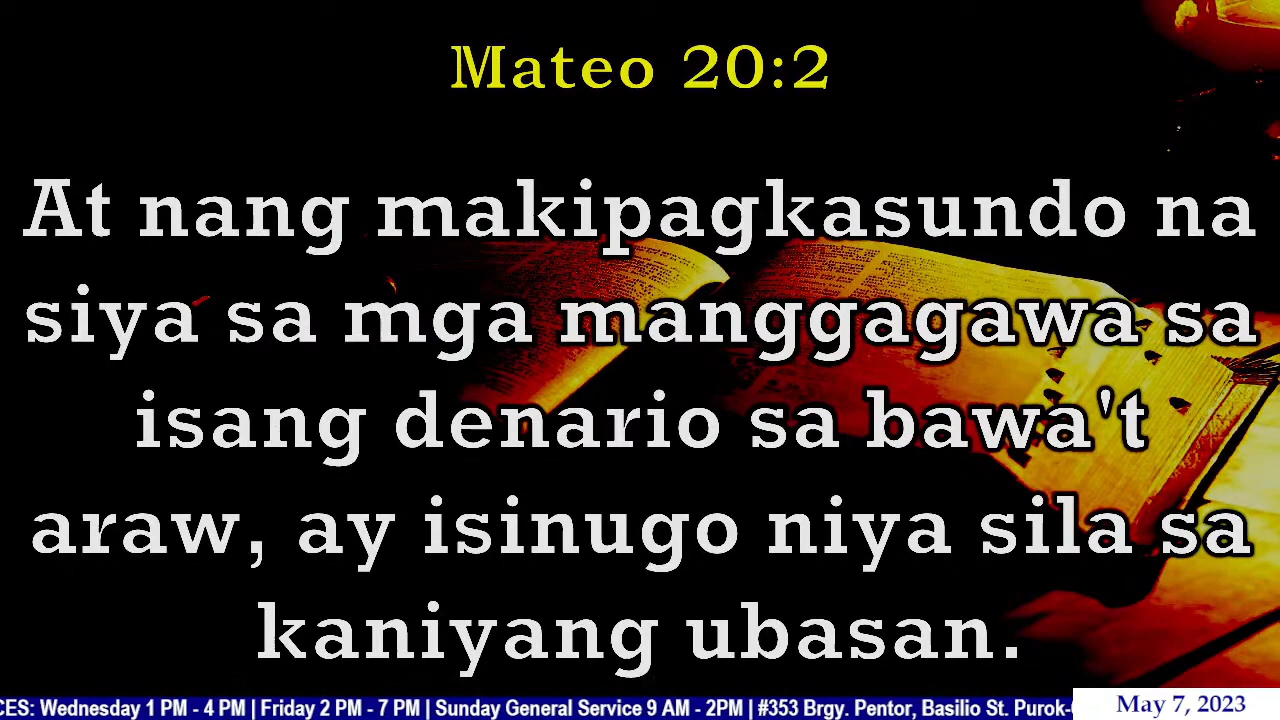 Mateo 20:2
At nang makipagkasundo na
siya sa mga manggagawa sa
isang denario sa bawa't
araw, ay isinugo niya sila sa
kaniyang ubasan.
CES: Wednesday 1 PM - 4 PM | Friday 2 PM - 7 PM | Sunday General Service 9 AM - 2PM | #353 Brgy. Pentor, Basilio St. Purok-
May 7, 2023